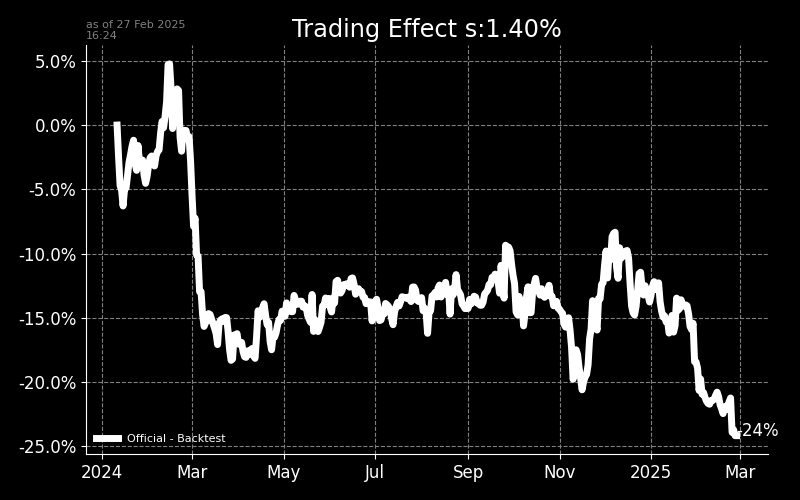 as of 27 Feb 2025
16:24
Trading Effect s:1.40%
5.0%
0.0%
-5.0%
-10.0%
-15.0%
-20.0%
-25.0%
Official - Backtest
-24%
2024 Mar May Jul Sep Nov 2025 Mar